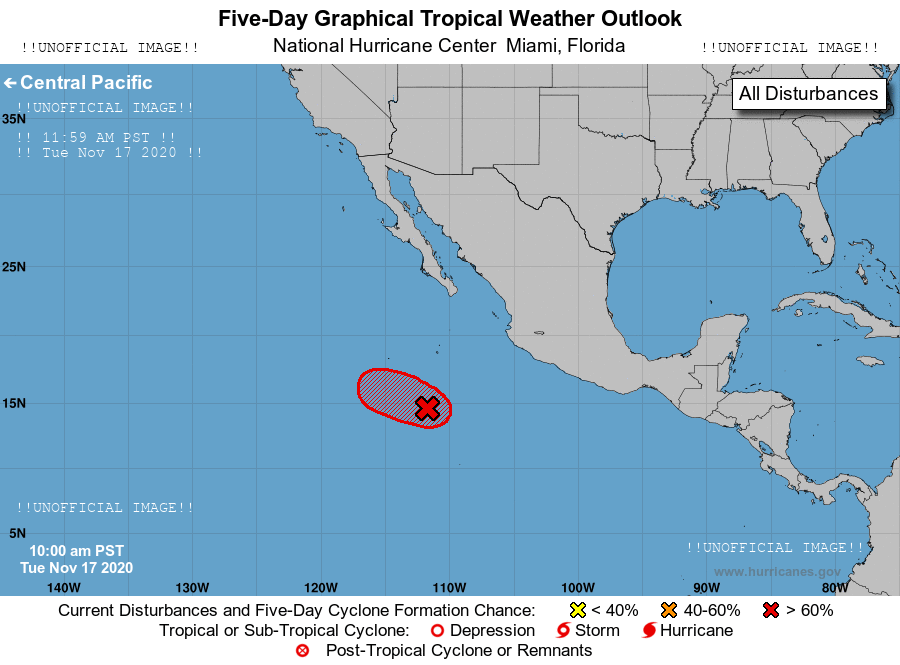 Five-Day Graphical Tropical Weather Outlook
!!UNOFFICIAL IMAGE!! National Hurricane Center  Miami, Florida !!UNOFFICIAL IMAGE!!
← Central Pacific
All Disturbances
!!UNOFFICIAL IMAGE!!
35N
!! 11:59 AM PST !!
!! Tue Nov 17 2020 !!
25N
15N
!!UNOFFICIAL IMAGE!!
5N
10:00 am PST
Tue Nov 17 2020
!!UNOFFICIAL IMAGE!!
www.hurricanes.gov
140W 130W 120W 110W 100W 90W 80W
Current Disturbances and Five-Day Cyclone Formation Chance: < 40% 40-60% > 60%
Tropical or Sub-Tropical Cyclone: Depression Storm Hurricane
Post-Tropical Cyclone or Remnants